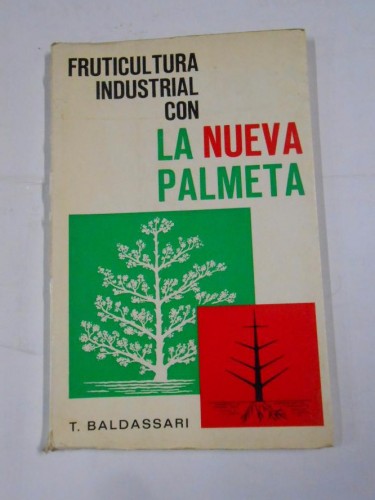 FRUTICULTURA
INDUSTRIAL
CON
LA NUEVA
PALMETA
T. BALDASSARI